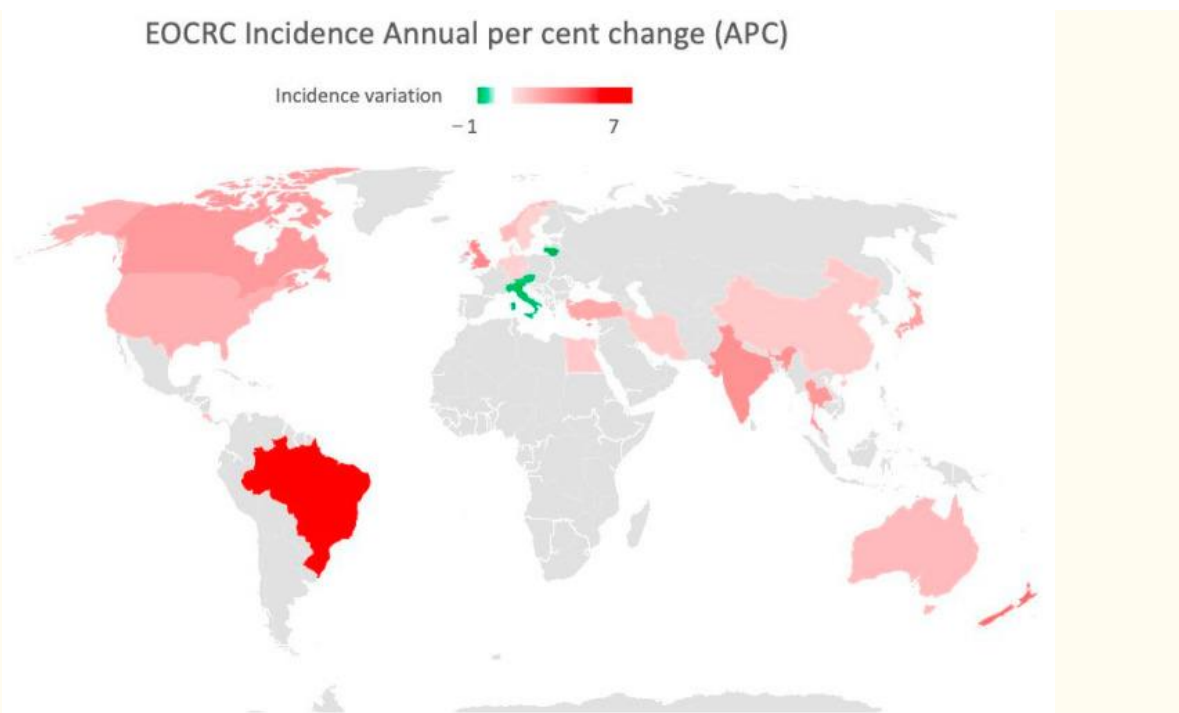 EOCRC Incidence Annual per cent change (APC)
Incidence variation
−1 7